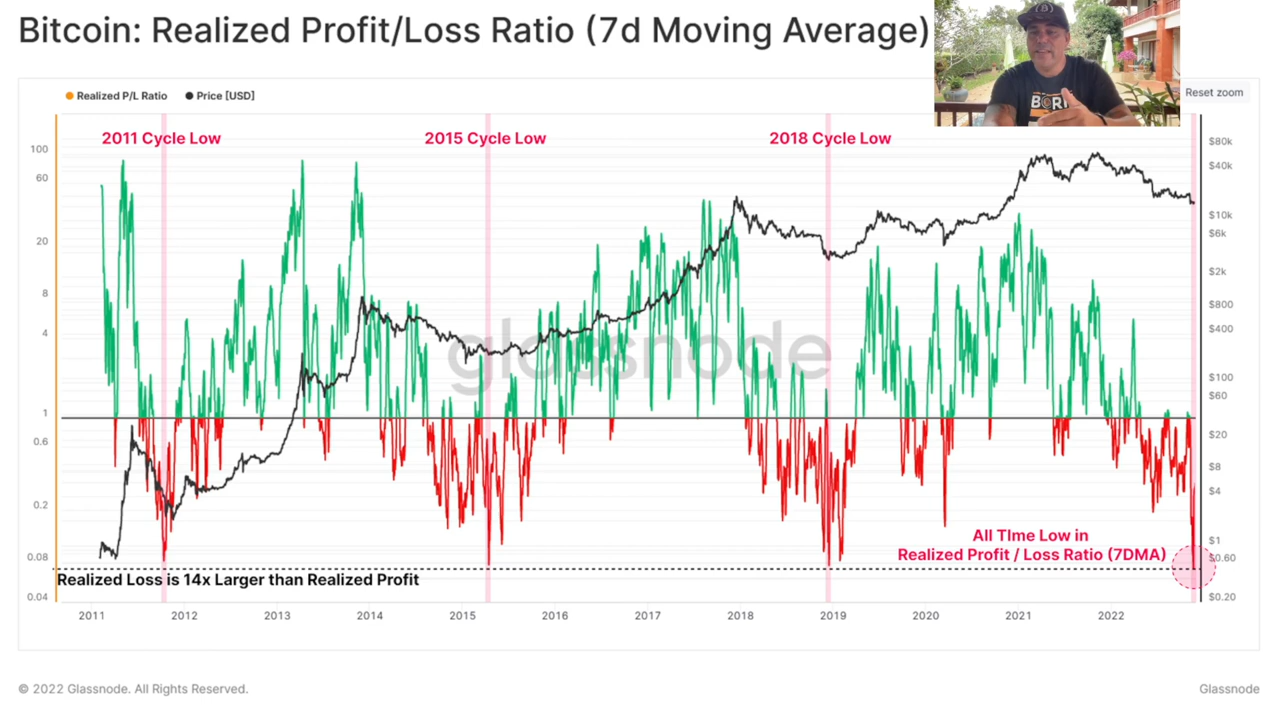 Bitcoin: Realized Profit/Loss Ratio (7d Moving Average)
Realized P/L Ratio
Price [USD]
Reset zoom
2011 Cycle Low
2015 Cycle Low
2018 Cycle Low
100
60
20
8
4
1
0.6
0.2
0.08
0.04
$80k
$40k
$10k
$6k
$2k
$800
$400
$100
$60
$20
$8
$4
$1
$0.60
$0.20
glassnode
All TIme Low in
Realized Profit / Loss Ratio (7DMA)
Realized Loss is 14x Larger than Realized Profit
2011
2012
2013
2014
2015
2016
2017
2018
2019
2020
2021
2022
© 2022 Glassnode. All Rights Reserved.
Glassnode